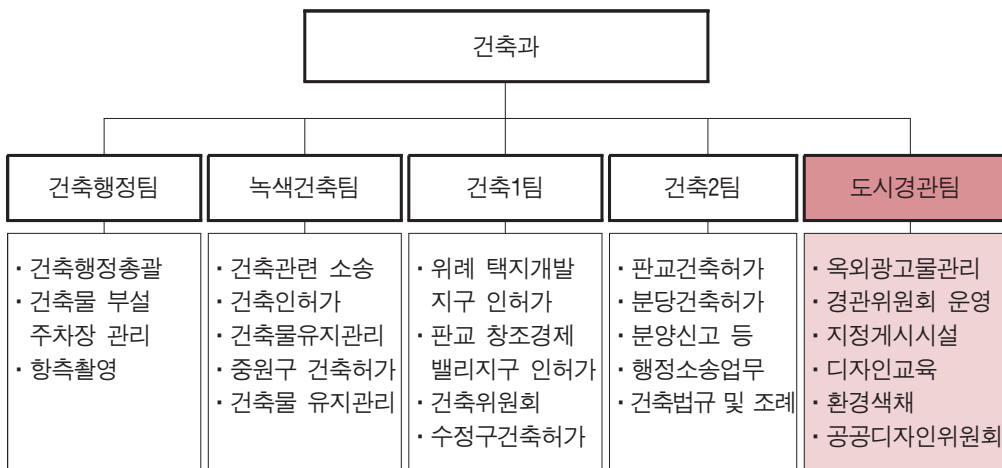 건축과
건축행정팀
녹색건축팀
건축1팀
건축2팀
도시경관팀
· 건축행정총괄
· 건축물 부설
주차장 관리
· 항측촬영
· 건축관련 소송
· 건축인허가
· 건축물유지관리
· 중원구 건축허가
· 건축물 유지관리
· 위례 택지개발
지구 인허가
· 판교 창조경제
밸리지구 인허가
· 건축위원회
· 수정구건축허가
· 판교건축허가
· 분당건축허가
· 분양신고 등
· 행정소송업무
· 건축법규 및 조례
· 옥외광고물관리
· 경관위원회 운영
· 지정게시시설
· 디자인교육
· 환경색채
· 공공디자인위원회